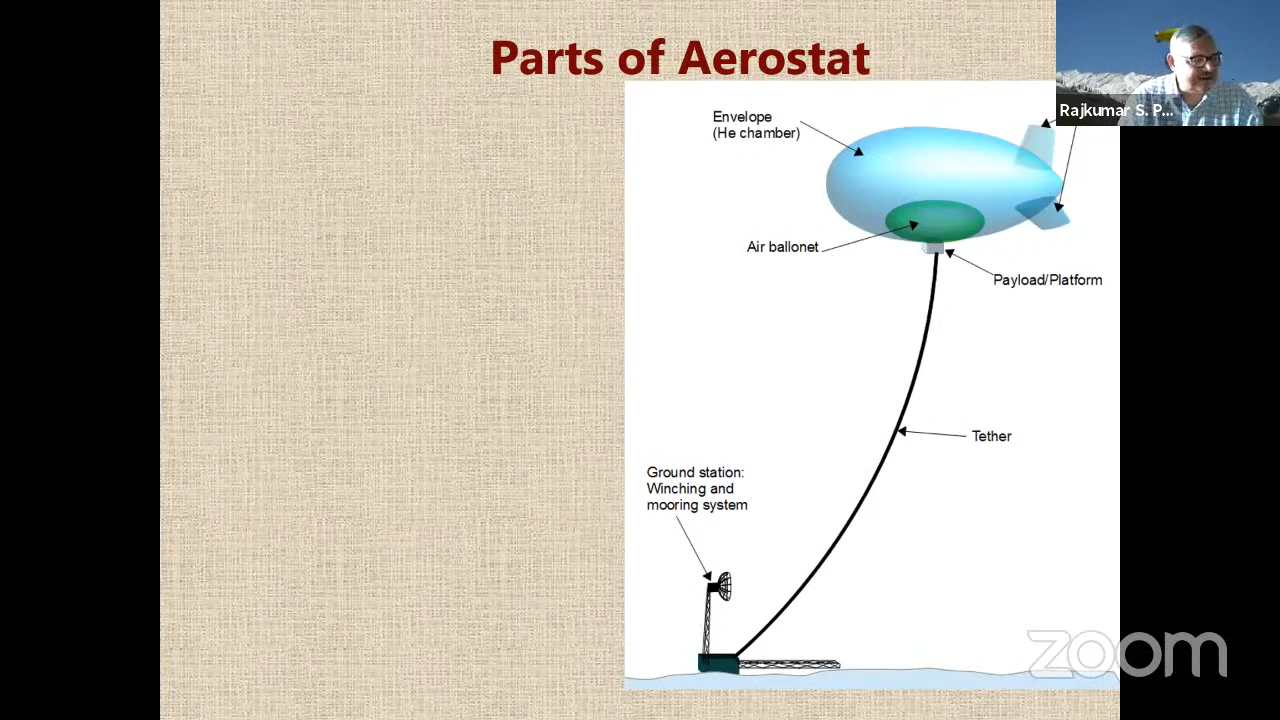 Parts of Aerostat
Rajkumar S. P...
Envelope
(He chamber)
Air ballonet
Payload/Platform
Tether
Ground station:
Winching and
mooring system
zoom